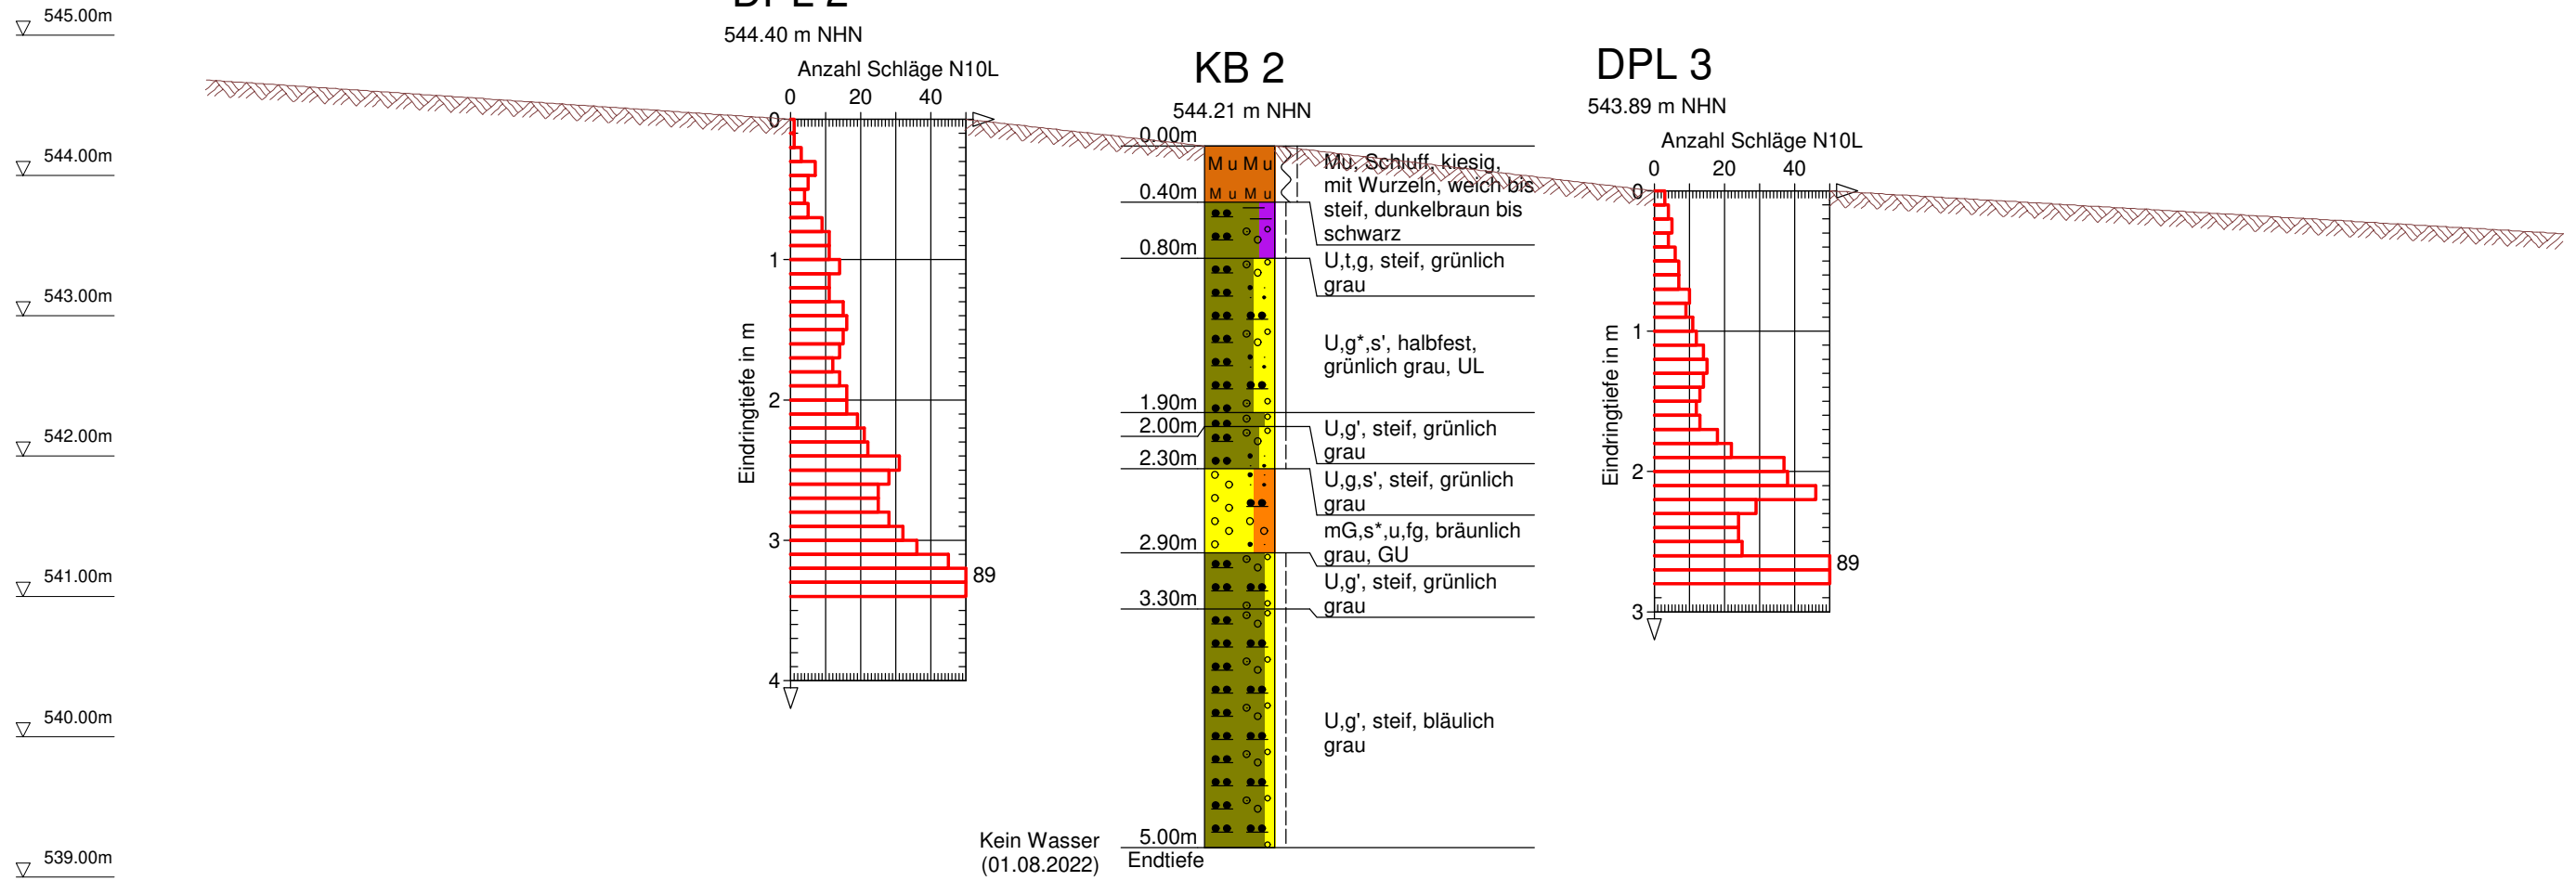 545.00m
544.00m
543.00m
542.00m
541.00m
540.00m
539.00m
DPL 2
544.40 m NHN
Anzahl Schläge N10L
0 20 40
0
1
2
3
4
Eindringtiefe in m
89
KB 2
544.21 m NHN
0.00m
0.40m
0.80m
1.90m
2.00m
2.30m
2.90m
3.30m
5.00m
Endtiefe
Kein Wasser
(01.08.2022)
M u M u
M u M u
Mu, Schluff, kiesig,
mit Wurzeln, weich bis
steif, dunkelbraun bis
schwarz
U,t,g, steif, grünlich
grau
U,g*,s', halbfest,
grünlich grau, UL
U,g', steif, grünlich
grau
U,g,s', steif, grünlich
grau
mG,s*,u,fg, bräunlich
grau, GU
U,g', steif, grünlich
grau
U,g', steif, bläulich
grau
DPL 3
543.89 m NHN
Anzahl Schläge N10L
0 20 40
0
1
2
3
Eindringtiefe in m
89